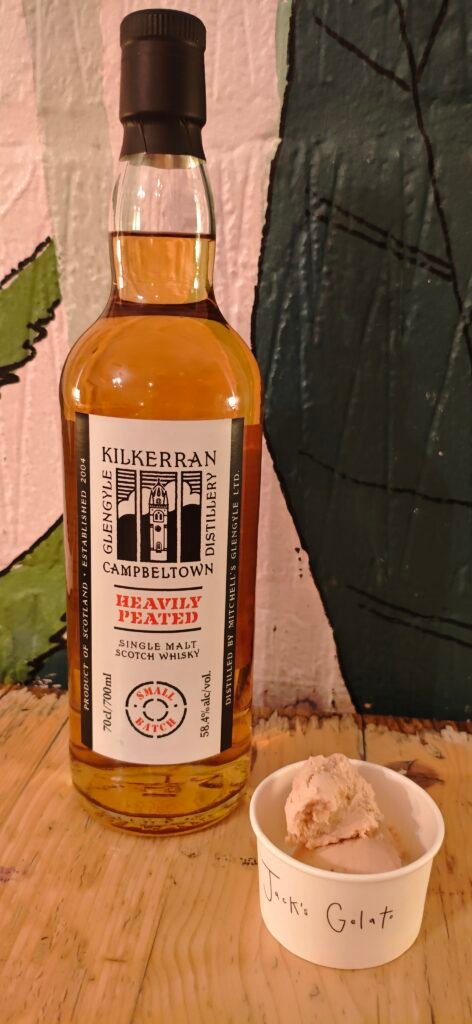 KILKERRAN
GLENGYLE
DISTILLERY
CAMPBELTOWN
HEAVILY
PEATED
SINGLE MALT
SCOTCH WHISKY
SMALL
BATCH
70cl/700ml
58.4%alc/vol.
PRODUCT OF SCOTLAND • ESTABLISHED 2004
DISTILLED BY MITCHELL'S GLENGYLE LTD.
Jack's Gelato